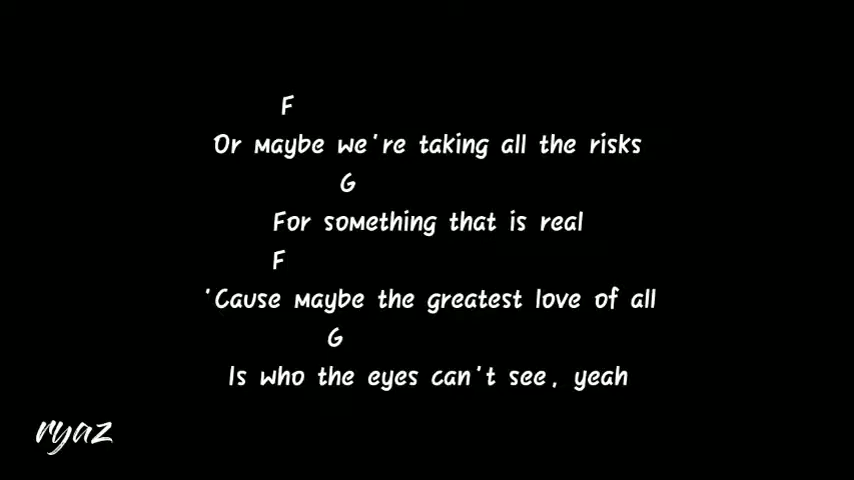 F
Or maybe we're taking all the risks
G
For something that is real
F
'Cause maybe the greatest love of all
G
Is who the eyes can't see, yeah
ryaz